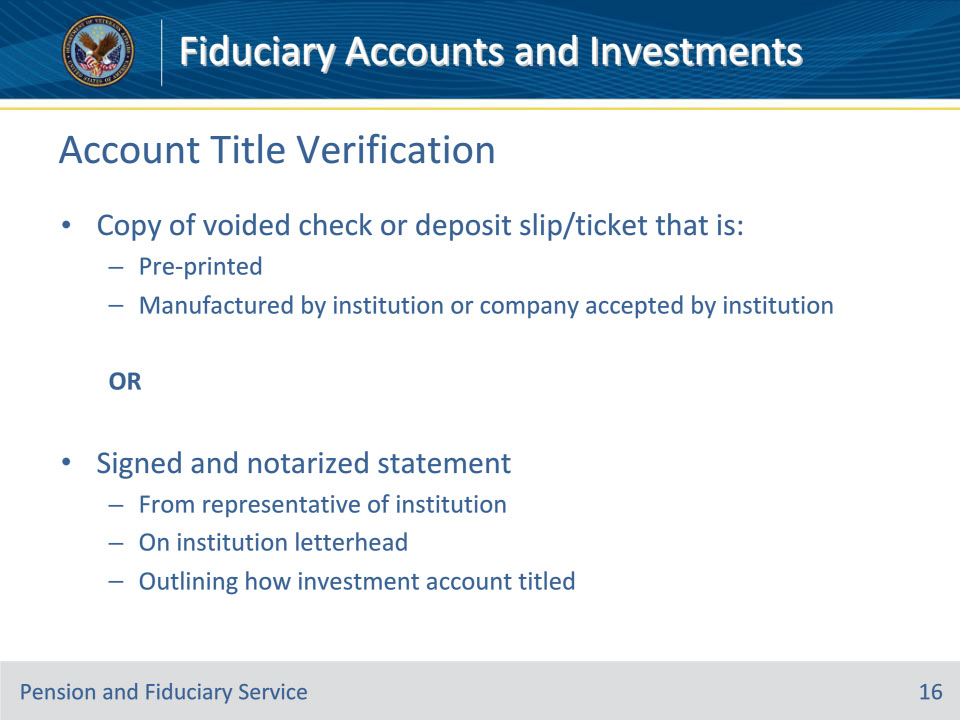 Fiduciary Accounts and Investments
Account Title Verification
• Copy of voided check or deposit slip/ticket that is:
– Pre-printed
– Manufactured by institution or company accepted by institution
OR
• Signed and notarized statement
– From representative of institution
– On institution letterhead
– Outlining how investment account titled
Pension and Fiduciary Service
16